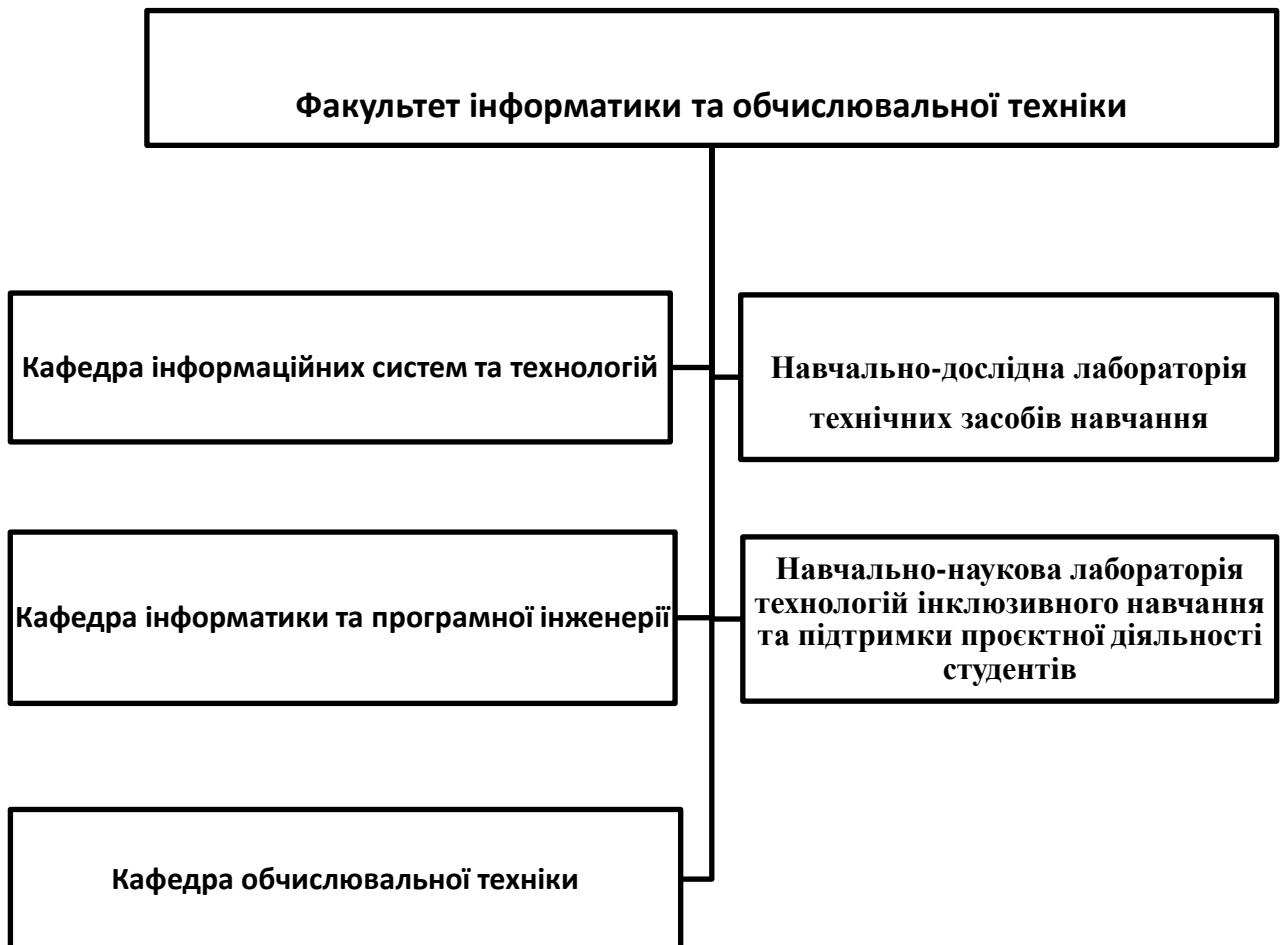 Факультет інформатики та обчислювальної техніки
Кафедра інформаційних систем та технологій
Навчально-дослідна лабораторія
технічних засобів навчання
Кафедра інформатики та програмної інженерії
Навчально-наукова лабораторія
технологій інклюзивного навчання
та підтримки проєктної діяльності
студентів
Кафедра обчислювальної техніки